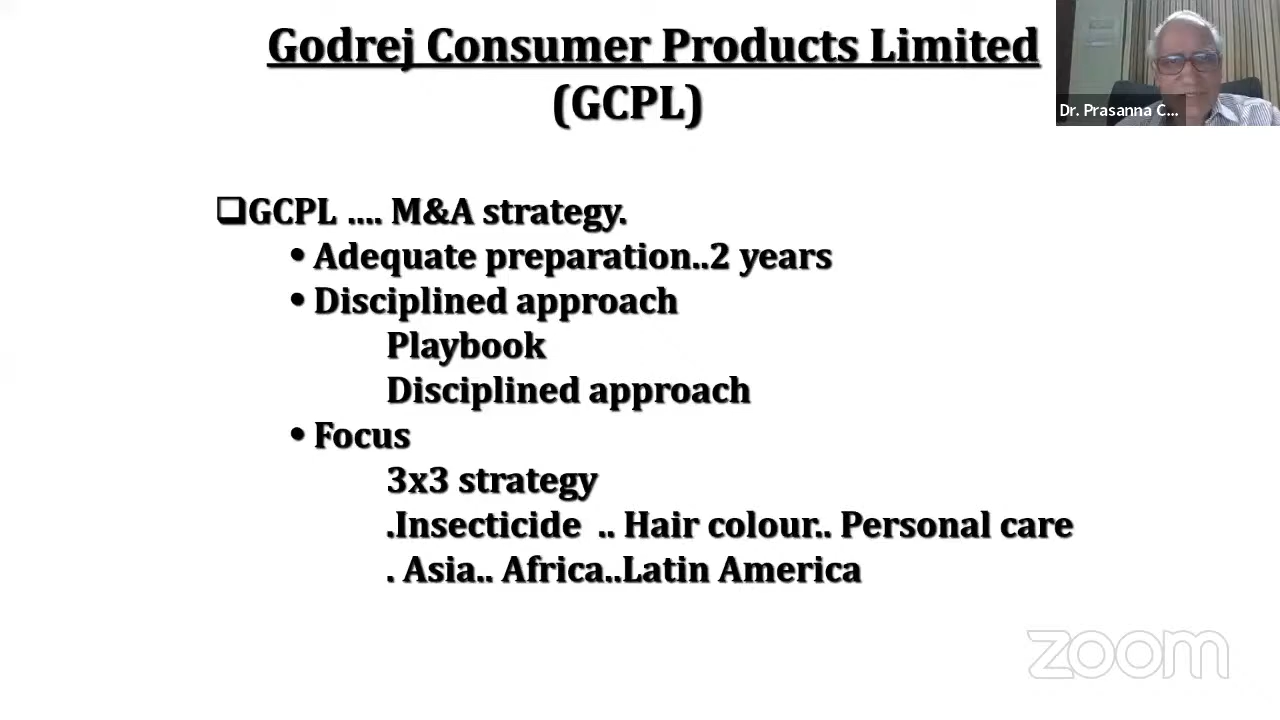 Godrej Consumer Products Limited
(GCPL)
Dr. Prasanna C...
❑GCPL .... M&A strategy.
• Adequate preparation..2 years
• Disciplined approach
Playbook
Disciplined approach
• Focus
3x3 strategy
.Insecticide .. Hair colour.. Personal care
. Asia.. Africa..Latin America
zoom